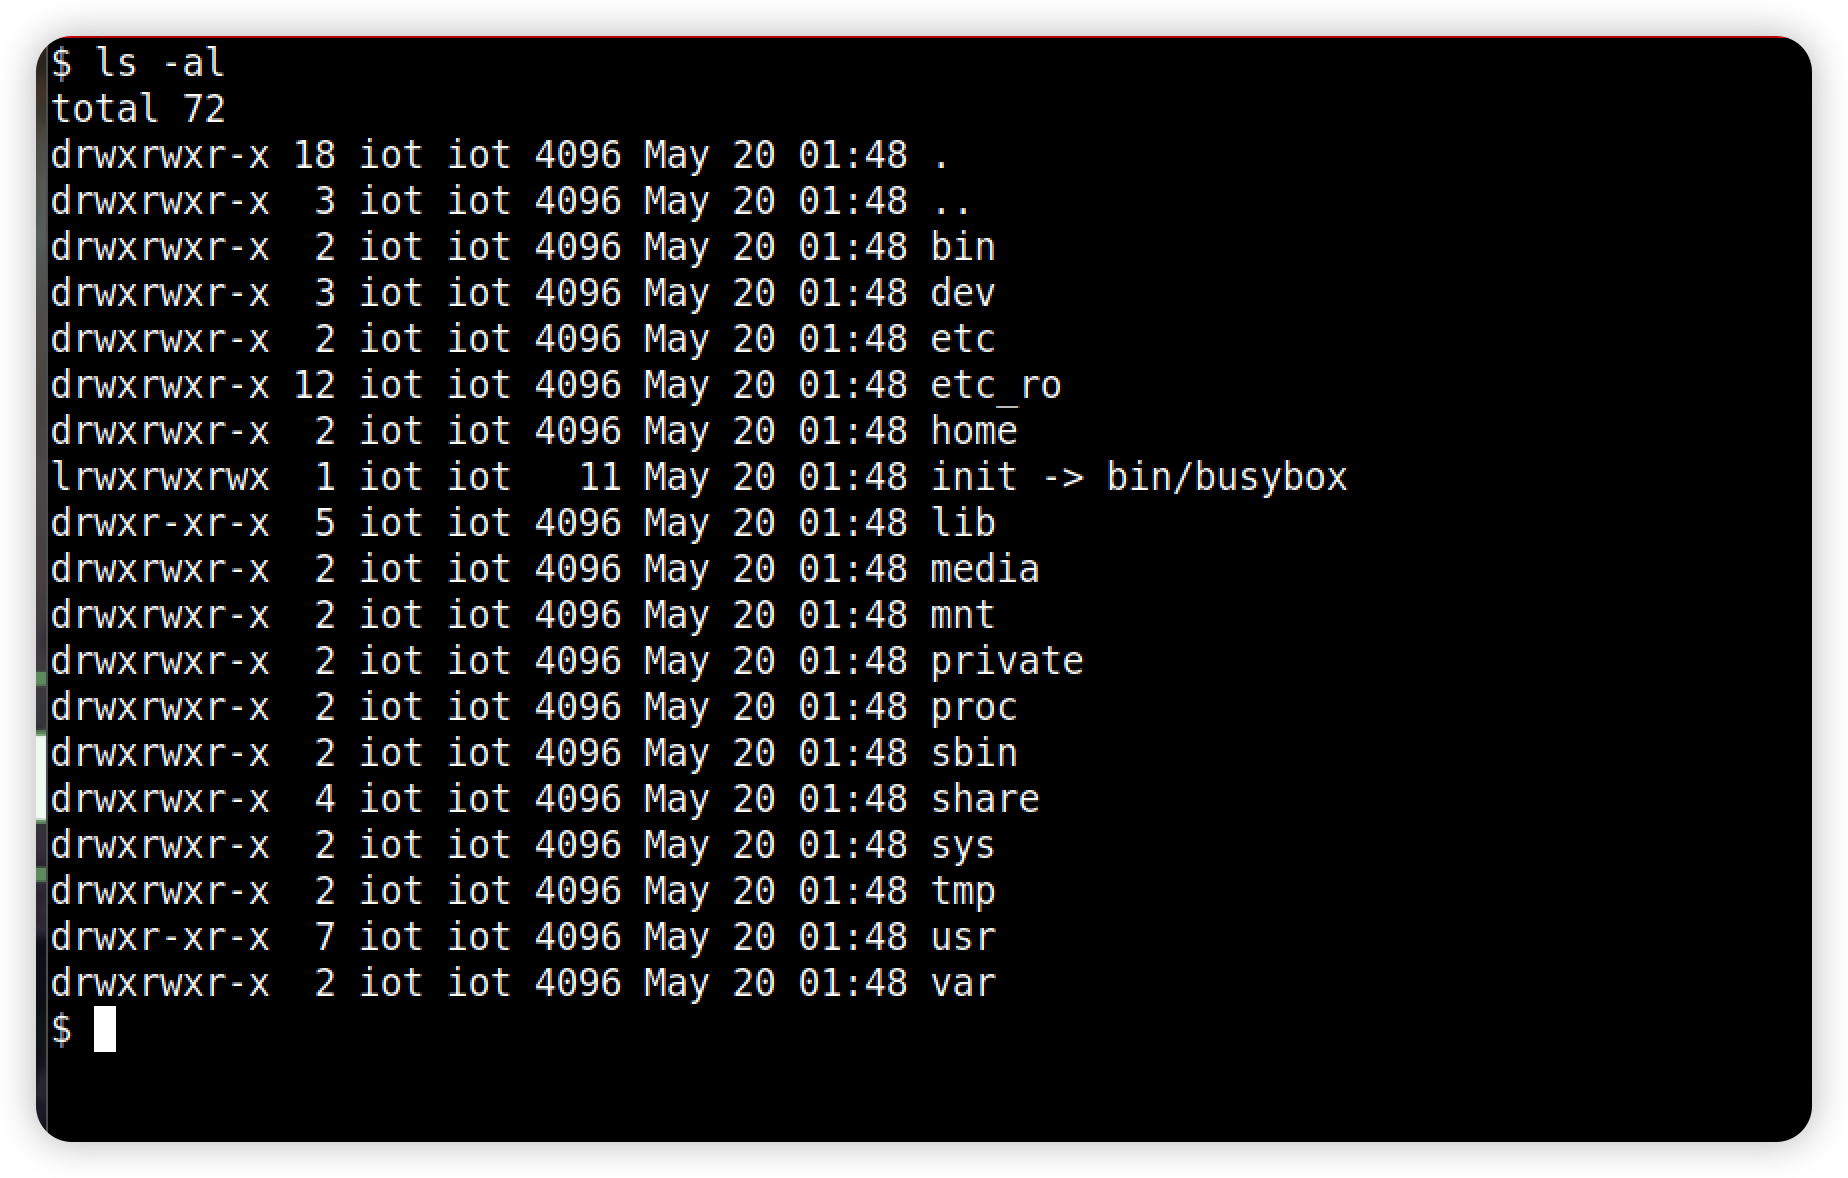 $ ls -al
total 72
drwxrwxr-x 18 iot iot 4096 May 20 01:48 .
drwxrwxr-x  3 iot iot 4096 May 20 01:48 ..
drwxrwxr-x  2 iot iot 4096 May 20 01:48 bin
drwxrwxr-x  3 iot iot 4096 May 20 01:48 dev
drwxrwxr-x  2 iot iot 4096 May 20 01:48 etc
drwxrwxr-x 12 iot iot 4096 May 20 01:48 etc_ro
drwxrwxr-x  2 iot iot 4096 May 20 01:48 home
lrwxrwxrwx  1 iot iot   11 May 20 01:48 init -> bin/busybox
drwxr-xr-x  5 iot iot 4096 May 20 01:48 lib
drwxrwxr-x  2 iot iot 4096 May 20 01:48 media
drwxrwxr-x  2 iot iot 4096 May 20 01:48 mnt
drwxrwxr-x  2 iot iot 4096 May 20 01:48 private
drwxrwxr-x  2 iot iot 4096 May 20 01:48 proc
drwxrwxr-x  2 iot iot 4096 May 20 01:48 sbin
drwxrwxr-x  4 iot iot 4096 May 20 01:48 share
drwxrwxr-x  2 iot iot 4096 May 20 01:48 sys
drwxrwxr-x  2 iot iot 4096 May 20 01:48 tmp
drwxr-xr-x  7 iot iot 4096 May 20 01:48 usr
drwxrwxr-x  2 iot iot 4096 May 20 01:48 var
$